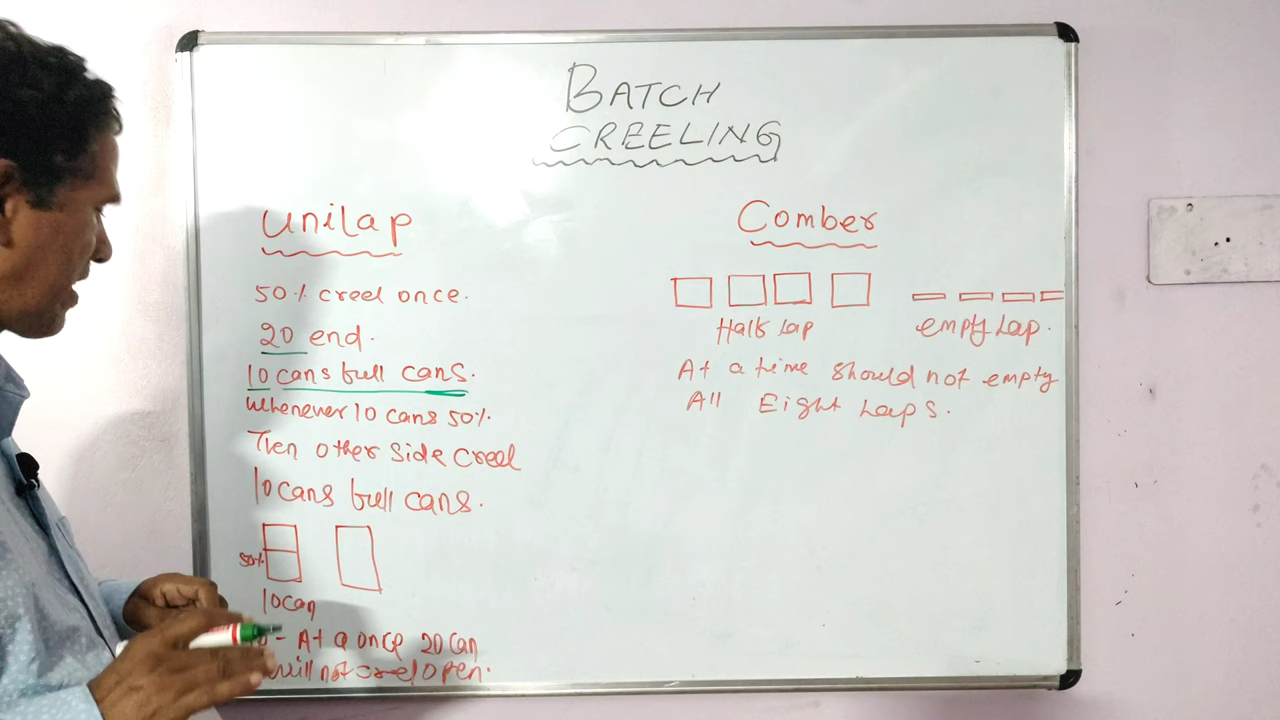 BATCH
CREELING
Unilap
50% creel once.
20 end.
10 cans full cans.
Whenever 10 cans 50%.
Then other side creel
10 cans full cans.
50%
10can
- At a once 20 can
will not creel open.
Comber
Half lap
empty Lap.
At a time should not empty
All Eight Laps.